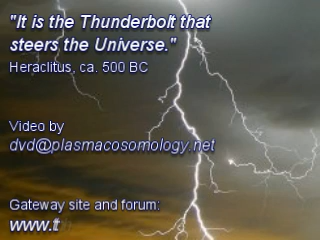 "It is the Thunderbolt that
steers the Universe."
Heraclitus, ca. 500 BC
Video by
dvd@plasmacosomology.net
Gateway site and forum:
www.t